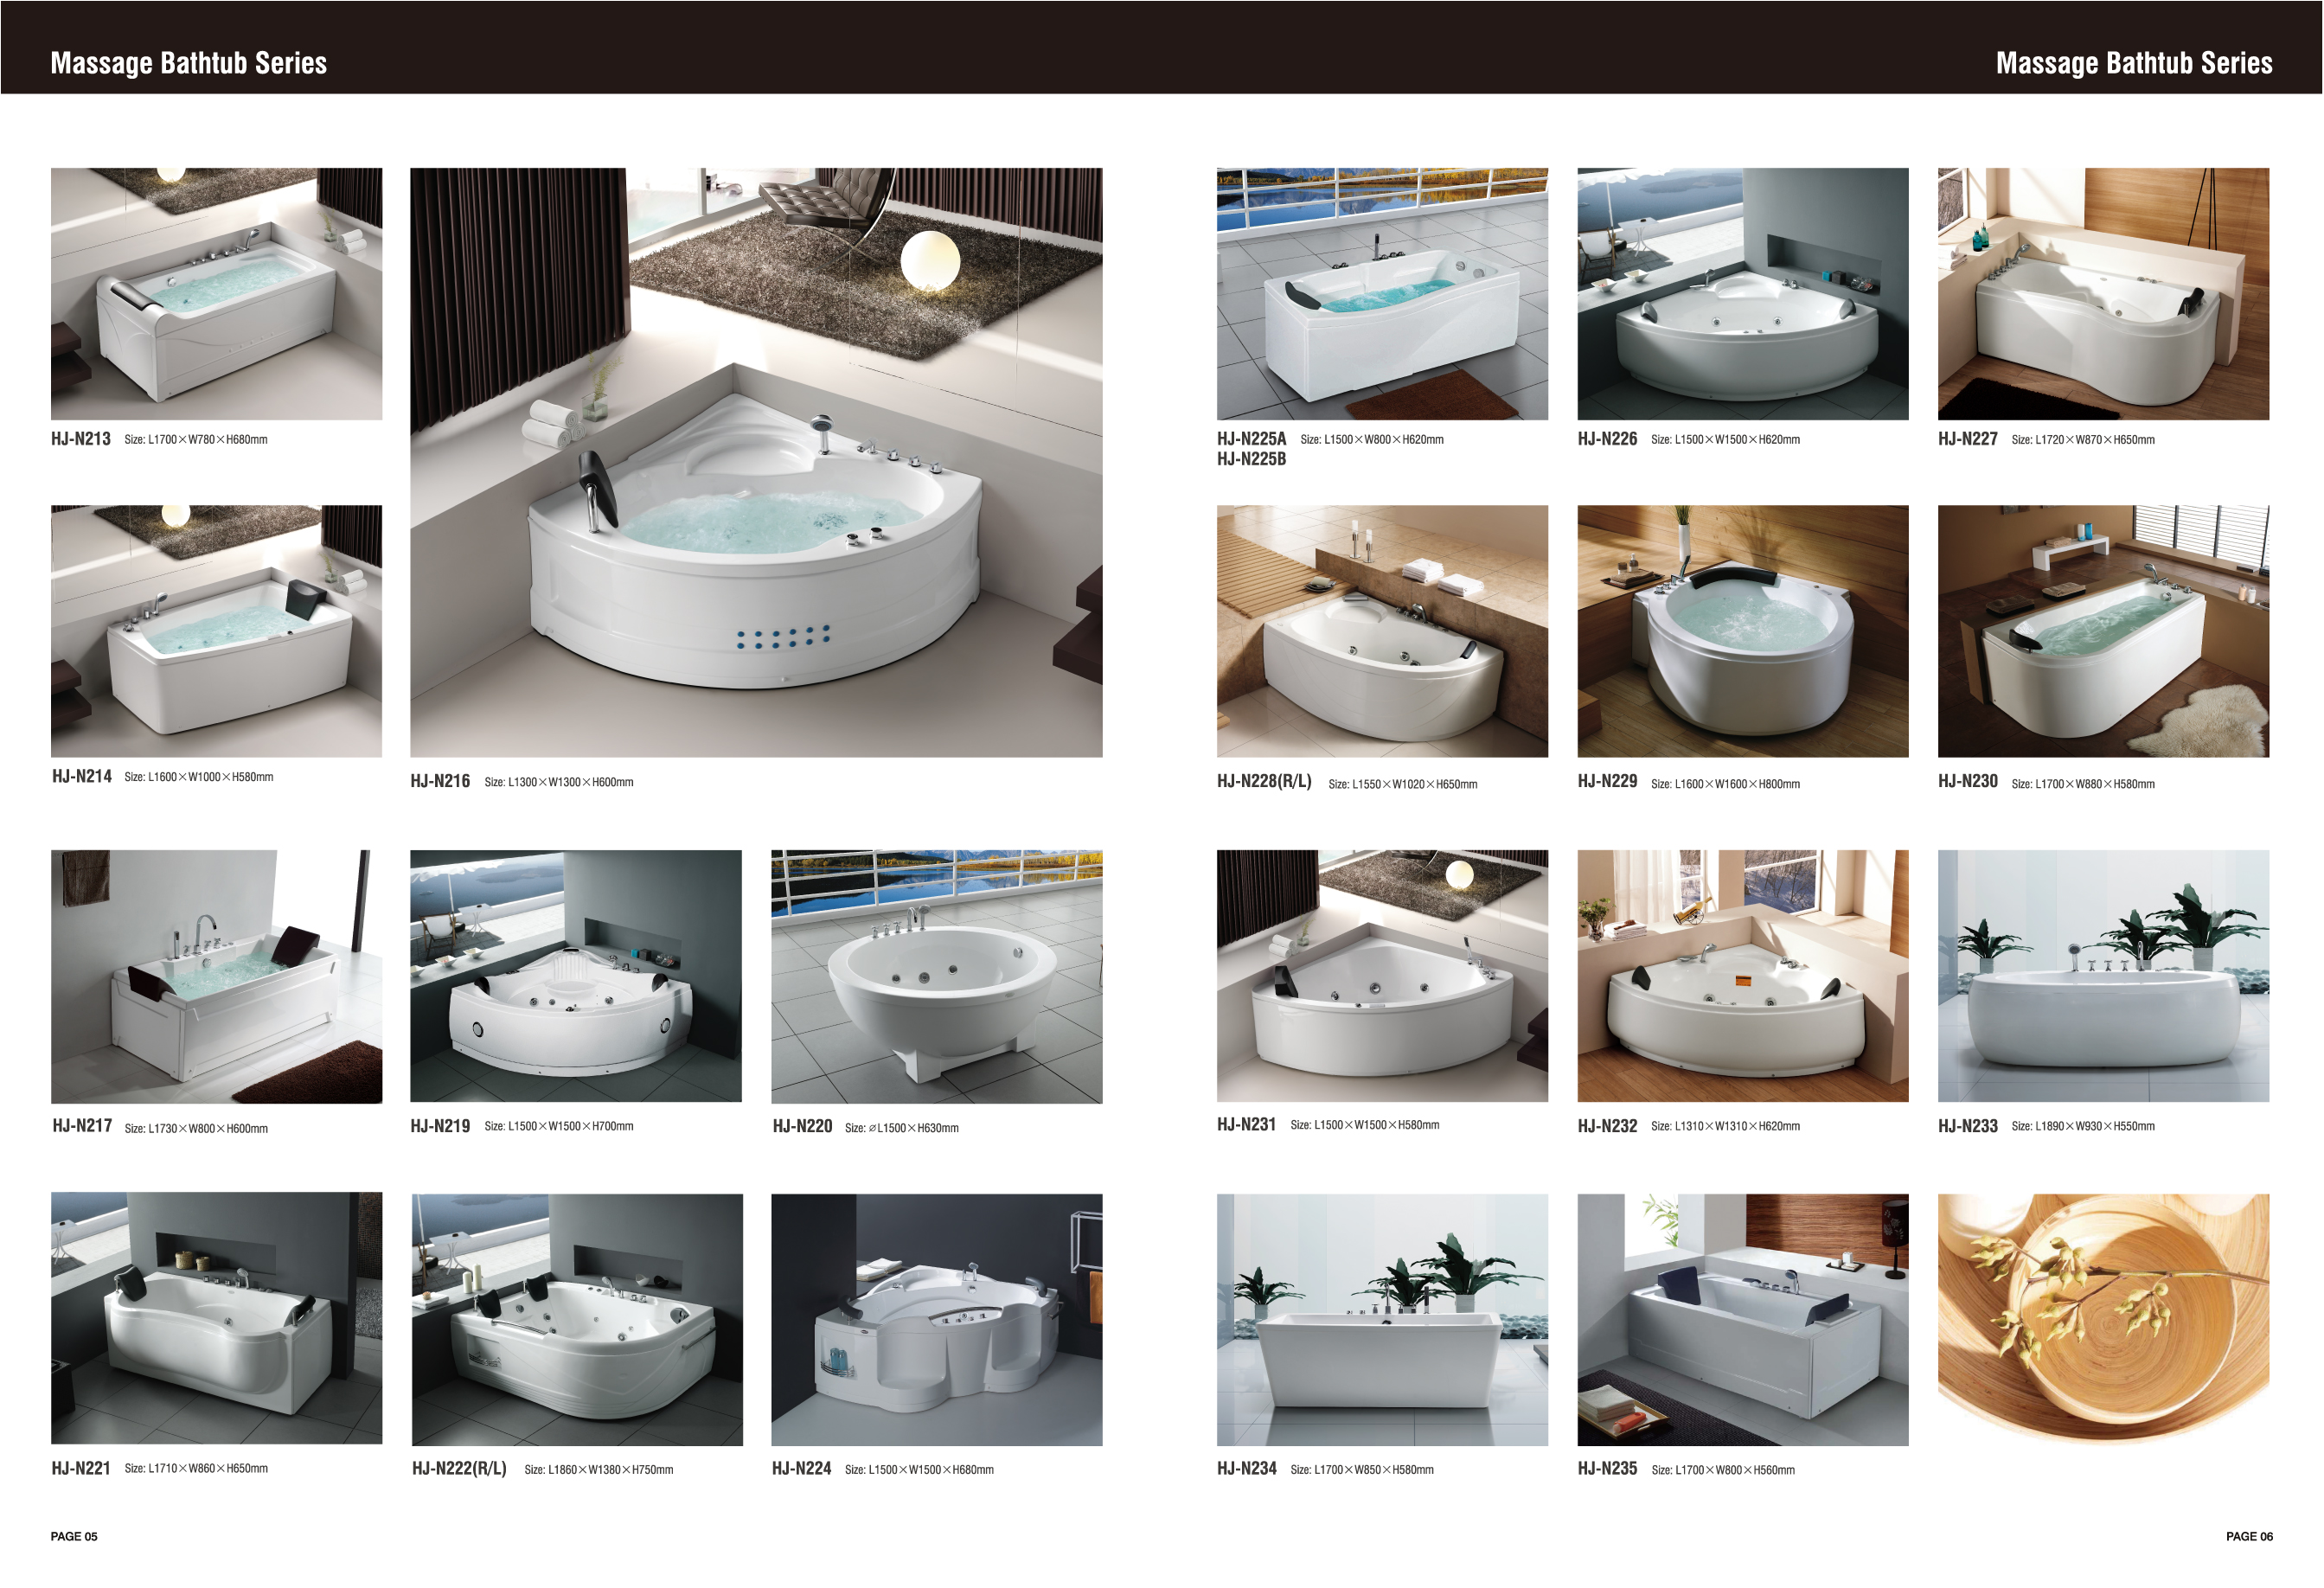 Massage Bathtub Series
Massage Bathtub Series
HJ-N213 Size: L1700×W780×H680mm
HJ-N214 Size: L1600×W1000×H580mm
HJ-N216 Size: L1300×W1300×H600mm
HJ-N217 Size: L1730×W800×H600mm
HJ-N219 Size: L1500×W1500×H700mm
HJ-N220 Size: ⌀L1500×H630mm
HJ-N221 Size: L1710×W860×H650mm
HJ-N222(R/L) Size: L1860×W1380×H750mm
HJ-N224 Size: L1500×W1500×H680mm
PAGE 05
HJ-N225A Size: L1500×W800×H620mm
HJ-N225B
HJ-N226 Size: L1500×W1500×H620mm
HJ-N227 Size: L1720×W870×H650mm
HJ-N228(R/L) Size: L1550×W1020×H650mm
HJ-N229 Size: L1600×W1600×H800mm
HJ-N230 Size: L1700×W880×H580mm
HJ-N231 Size: L1500×W1500×H580mm
HJ-N232 Size: L1310×W1310×H620mm
HJ-N233 Size: L1890×W930×H550mm
HJ-N234 Size: L1700×W850×H580mm
HJ-N235 Size: L1700×W800×H560mm
PAGE 06